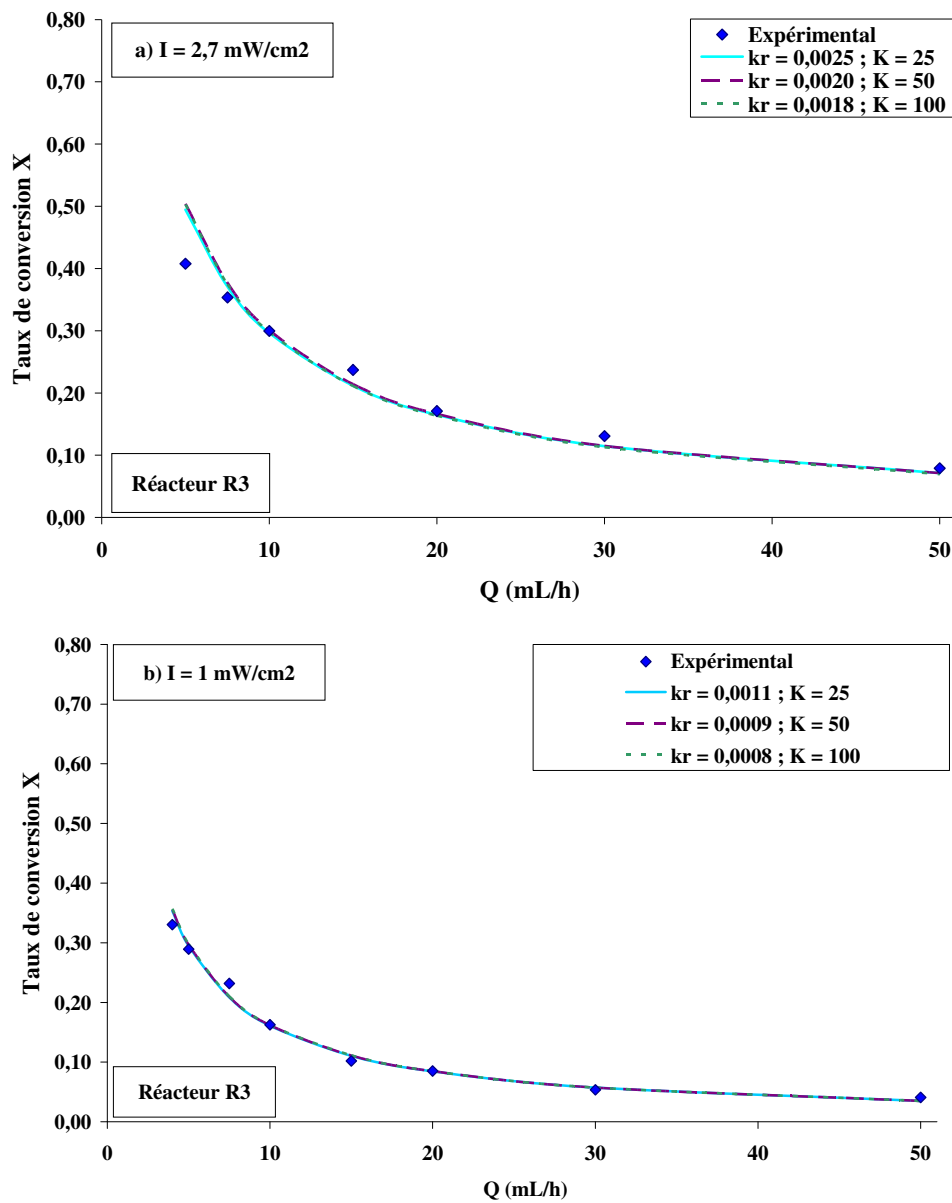 0,80
0,70
0,60
0,50
0,40
0,30
0,20
0,10
0,00
Taux de conversion X
a) I = 2,7 mW/cm2
Expérimental
kr = 0,0025 ; K = 25
kr = 0,0020 ; K = 50
kr = 0,0018 ; K = 100
Réacteur R3
0 10 20 30 40 50
Q (mL/h)
0,80
0,70
0,60
0,50
0,40
0,30
0,20
0,10
0,00
Taux de conversion X
b) I = 1 mW/cm2
Expérimental
kr = 0,0011 ; K = 25
kr = 0,0009 ; K = 50
kr = 0,0008 ; K = 100
Réacteur R3
0 10 20 30 40 50
Q (mL/h)